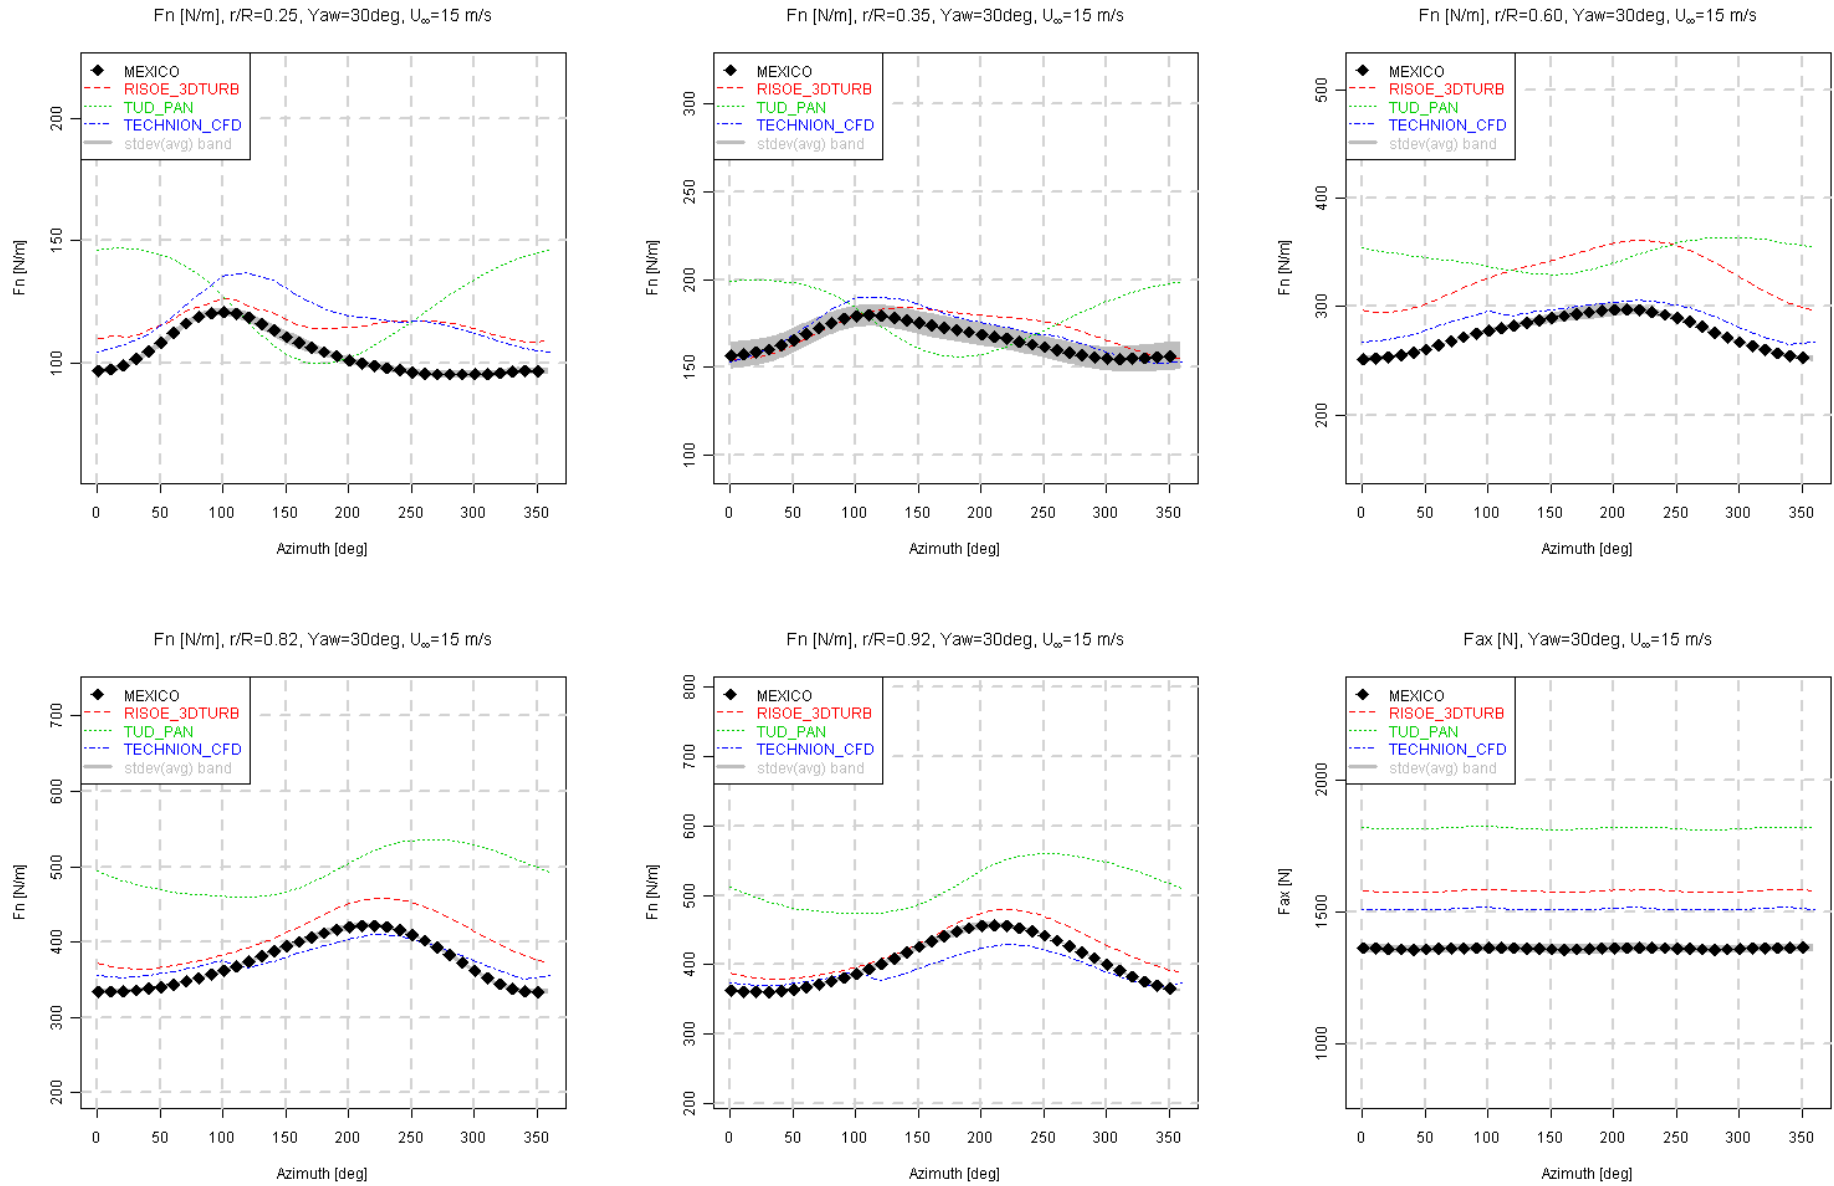 Fn [N/m], r/R=0.25, Yaw=30deg, U∞=15 m/s
MEXICO
RISOE_3DTURB
TUD_PAN
TECHNION_CFD
stdev(avg) band
Fn [N/m]
200
150
100
0 50 100 150 200 250 300 350
Azimuth [deg]
Fn [N/m], r/R=0.35, Yaw=30deg, U∞=15 m/s
MEXICO
RISOE_3DTURB
TUD_PAN
TECHNION_CFD
stdev(avg) band
Fn [N/m]
300
250
200
150
100
0 50 100 150 200 250 300 350
Azimuth [deg]
Fn [N/m], r/R=0.60, Yaw=30deg, U∞=15 m/s
MEXICO
RISOE_3DTURB
TUD_PAN
TECHNION_CFD
stdev(avg) band
Fn [N/m]
500
400
300
200
0 50 100 150 200 250 300 350
Azimuth [deg]
Fn [N/m], r/R=0.82, Yaw=30deg, U∞=15 m/s
MEXICO
RISOE_3DTURB
TUD_PAN
TECHNION_CFD
stdev(avg) band
Fn [N/m]
700
600
500
400
300
200
0 50 100 150 200 250 300 350
Azimuth [deg]
Fn [N/m], r/R=0.92, Yaw=30deg, U∞=15 m/s
MEXICO
RISOE_3DTURB
TUD_PAN
TECHNION_CFD
stdev(avg) band
Fn [N/m]
800
700
600
500
400
300
200
0 50 100 150 200 250 300 350
Azimuth [deg]
Fax [N], Yaw=30deg, U∞=15 m/s
MEXICO
RISOE_3DTURB
TUD_PAN
TECHNION_CFD
stdev(avg) band
Fax [N]
2000
1500
1000
0 50 100 150 200 250 300 350
Azimuth [deg]